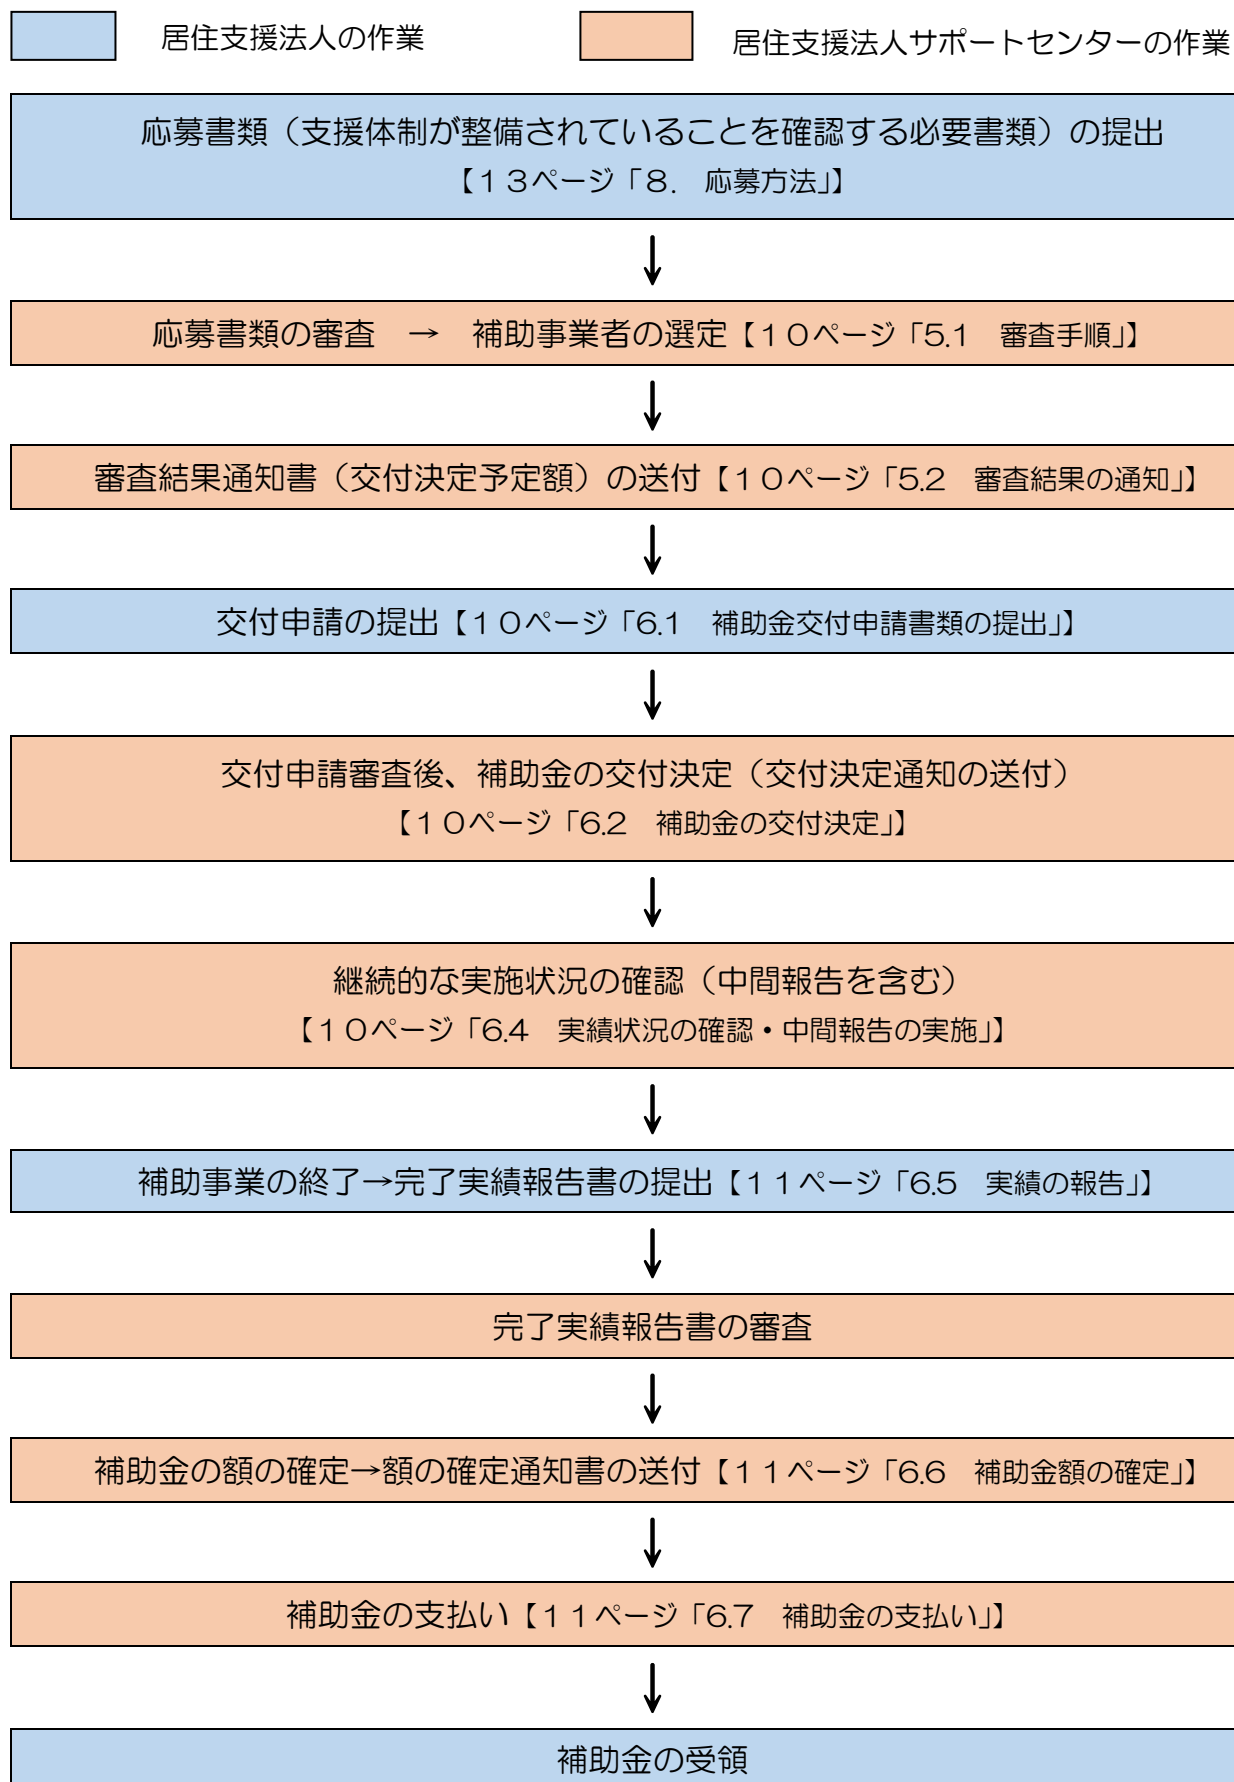 居住支援法人の作業
居住支援法人サポートセンターの作業
応募書類（支援体制が整備されていることを確認する必要書類）の提出
【１３ページ「８．　応募方法」】
応募書類の審査　→　補助事業者の選定【１０ページ「5.1　審査手順」】
審査結果通知書（交付決定予定額）の送付【１０ページ「5.2　審査結果の通知」】
交付申請の提出【１０ページ「6.1　補助金交付申請書類の提出」】
交付申請審査後、補助金の交付決定（交付決定通知の送付）
【１０ページ「6.2　補助金の交付決定」】
継続的な実施状況の確認（中間報告を含む）
【１０ページ「6.4　実績状況の確認・中間報告の実施」】
補助事業の終了→完了実績報告書の提出【１１ページ「6.5　実績の報告」】
完了実績報告書の審査
補助金の額の確定→額の確定通知書の送付【１１ページ「6.6　補助金額の確定」】
補助金の支払い【１１ページ「6.7　補助金の支払い」】
補助金の受領